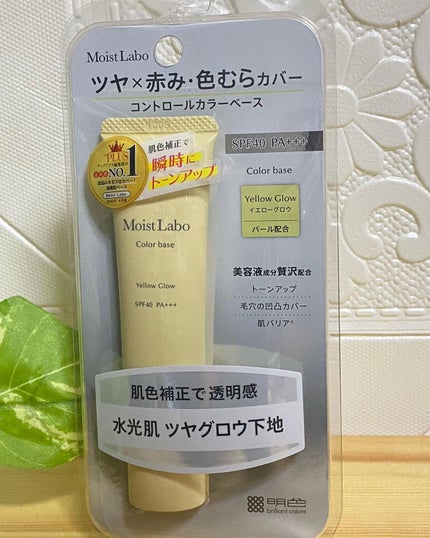 Moist Labo
ツヤ×赤み・色むらカバー
コントロールカラーベース
PLUS
NO.1
Moist Labo
肌色補正で
瞬時に
トーンアップ
SPF40 PA+++
Color base
Yellow Glow
イエローグロウ
パール配合
美容液成分贅沢配合
トーンアップ
毛穴の凹凸カバー
肌バリア※
Moist Labo
Color base
Yellow Glow
SPF40 PA+++
肌色補正で透明感
水光肌 ツヤグロウ下地
明色
brilliant colors